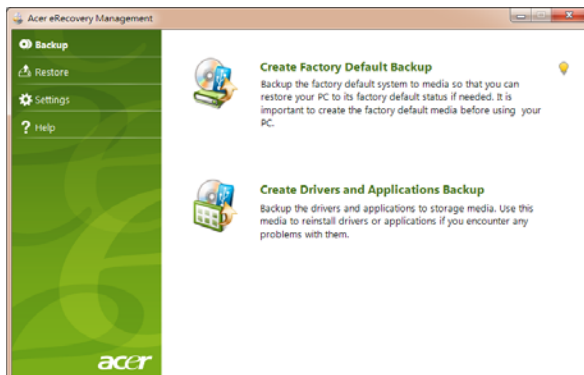 Acer eRecovery Management
Backup
Restore
Settings
? Help
Create Factory Default Backup
Backup the factory default system to media so that you can
restore your PC to its factory default status if needed. It is
important to create the factory default media before using your
PC.
Create Drivers and Applications Backup
Backup the drivers and applications to storage media. Use this
media to reinstall drivers or applications if you encounter any
problems with them.
acer